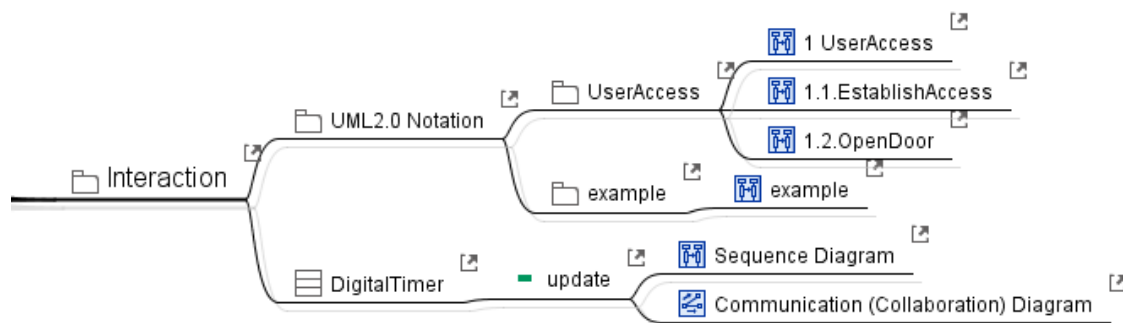 1 UserAccess
UserAccess
1.1.EstablishAccess
UML2.0 Notation
1.2.OpenDoor
Interaction
example
example
Sequence Diagram
DigitalTimer
update
Communication (Collaboration) Diagram